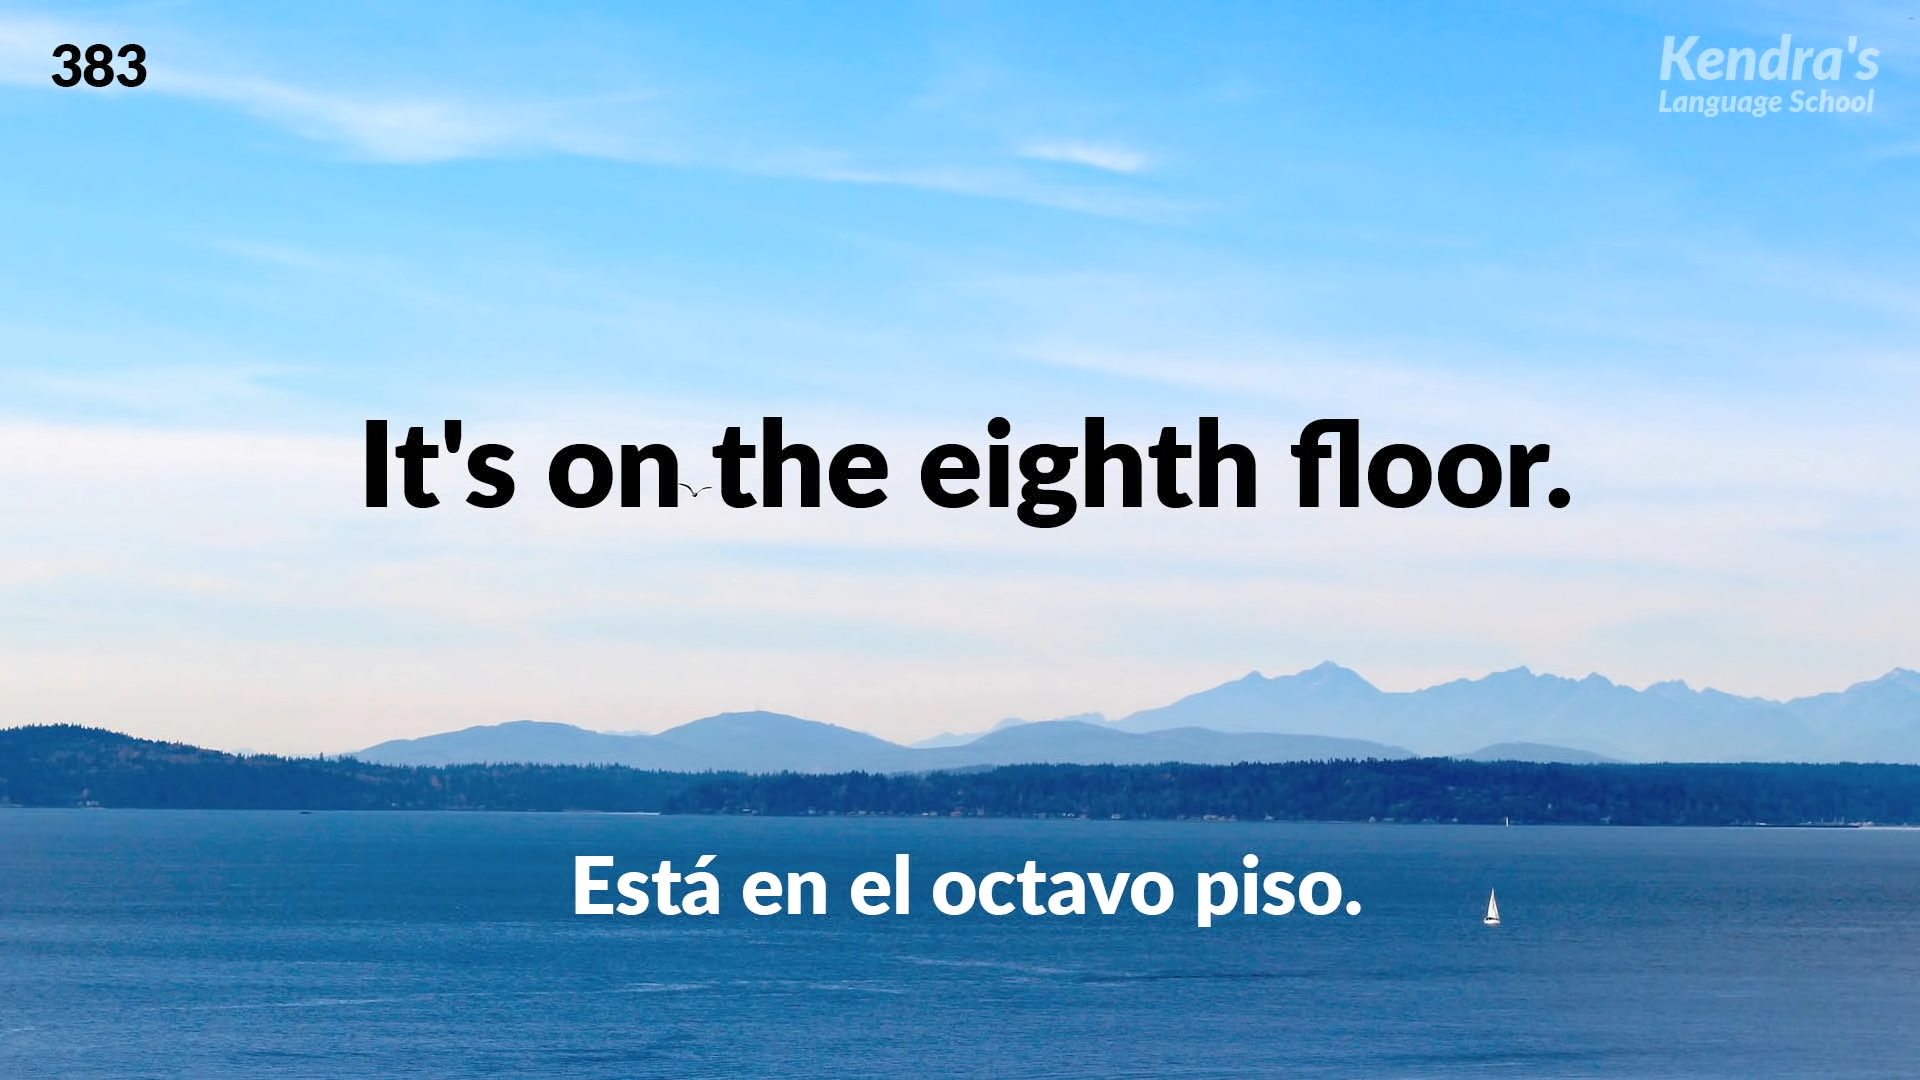 383
Kendra's
Language School
It's on the eighth floor.
Está en el octavo piso.